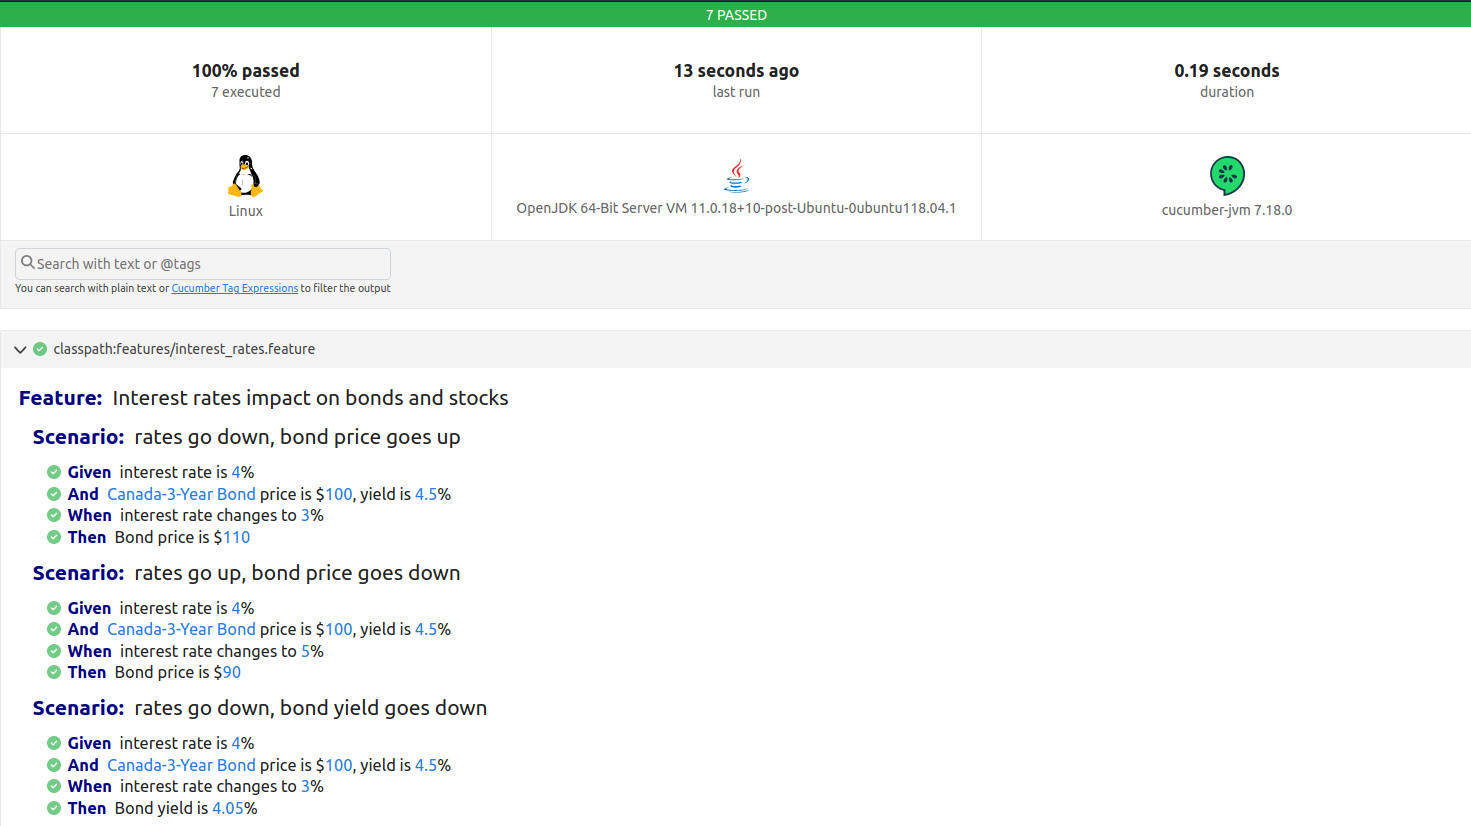 7 PASSED
100% passed
7 executed
13 seconds ago
last run
0.19 seconds
duration
Linux
OpenJDK 64-Bit Server VM 11.0.18+10-post-Ubuntu-0ubuntu118.04.1
cucumber-jvm 7.18.0
Search with text or @tags
You can search with plain text or Cucumber Tag Expressions to filter the output
classpath:features/interest_rates.feature
Feature: Interest rates impact on bonds and stocks
Scenario: rates go down, bond price goes up
Given interest rate is 4%
And Canada-3-Year Bond price is $100, yield is 4.5%
When interest rate changes to 3%
Then Bond price is $110
Scenario: rates go up, bond price goes down
Given interest rate is 4%
And Canada-3-Year Bond price is $100, yield is 4.5%
When interest rate changes to 5%
Then Bond price is $90
Scenario: rates go down, bond yield goes down
Given interest rate is 4%
And Canada-3-Year Bond price is $100, yield is 4.5%
When interest rate changes to 3%
Then Bond yield is 4.05%